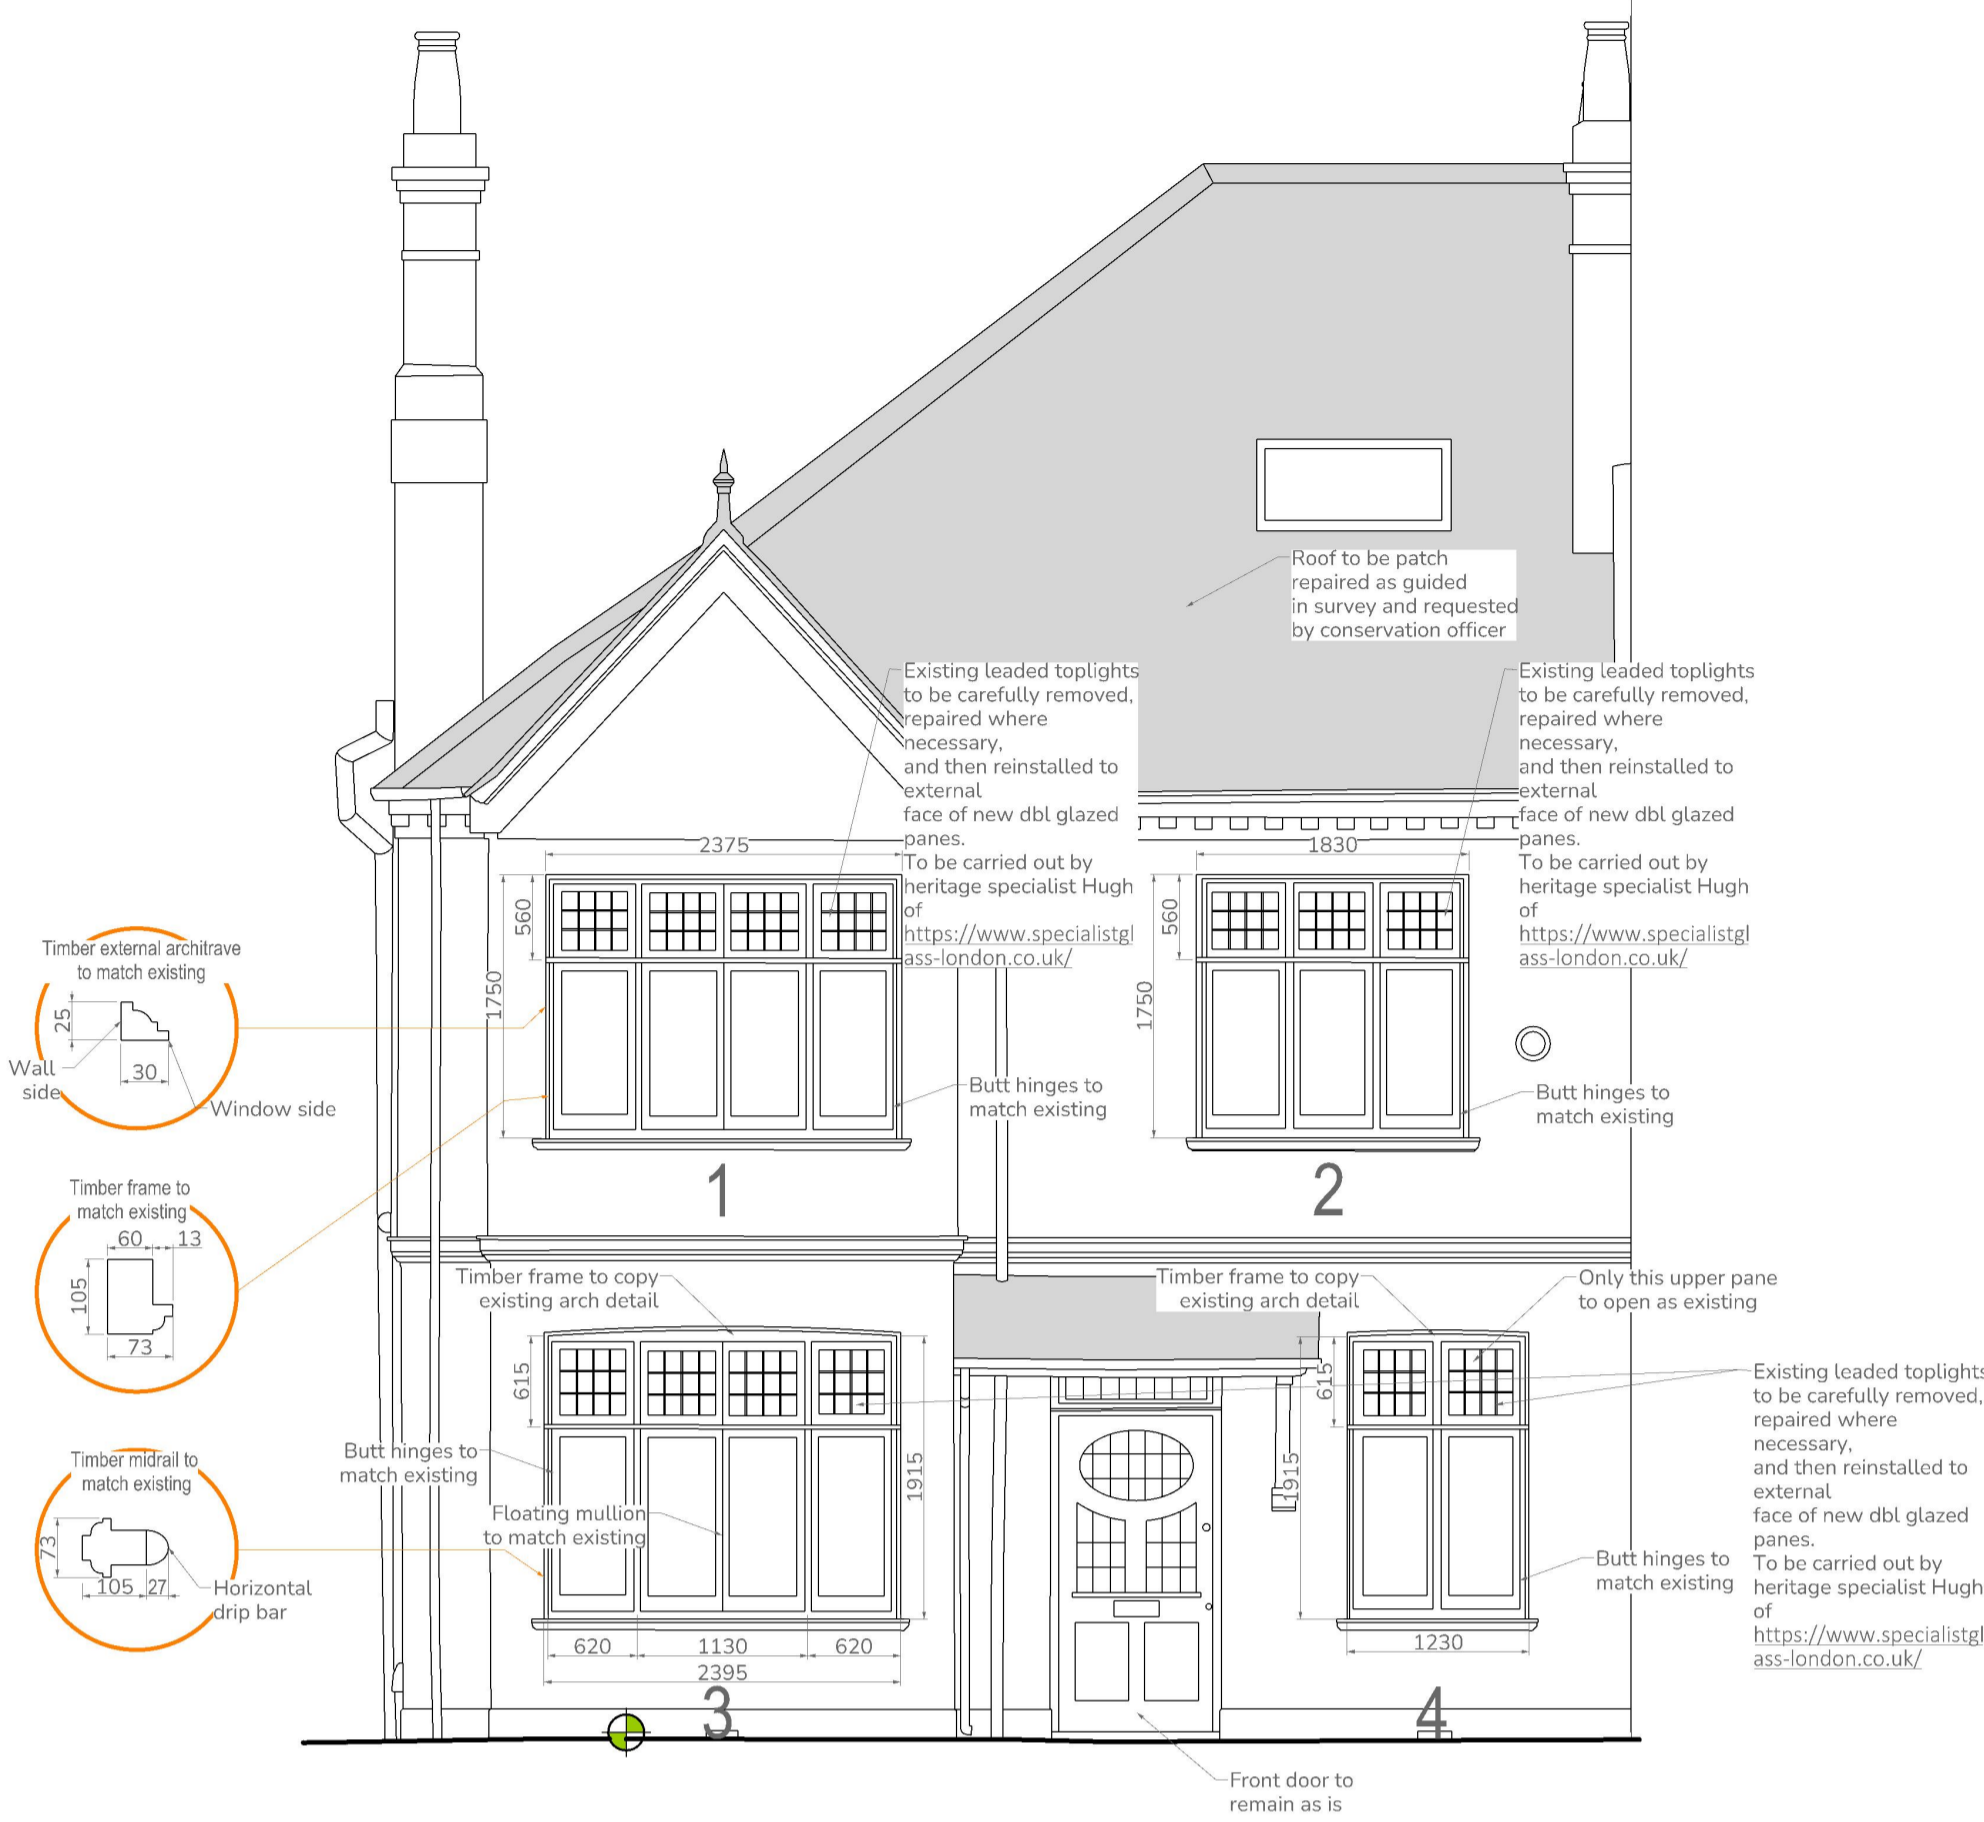 Roof to be patch
repaired as guided
in survey and requested
by conservation officer
Existing leaded toplights
to be carefully removed,
repaired where
necessary,
and then reinstalled to
external
face of new dbl glazed
panes.
To be carried out by
heritage specialist Hugh
of
https://www.specialistgl
ass-london.co.uk/
Existing leaded toplights
to be carefully removed,
repaired where
necessary,
and then reinstalled to
external
face of new dbl glazed
panes.
To be carried out by
heritage specialist Hugh
of
https://www.specialistgl
ass-london.co.uk/
2375
560
1750
1830
560
1750
Timber external architrave
to match existing
25
30
Wall
side
Window side
Butt hinges to
match existing
Butt hinges to
match existing
1
2
Timber frame to
match existing
60
13
105
73
Timber frame to copy
existing arch detail
Timber frame to copy
existing arch detail
Only this upper pane
to open as existing
615
1915
615
1915
Existing leaded toplights
to be carefully removed,
repaired where
necessary,
and then reinstalled to
external
face of new dbl glazed
panes.
To be carried out by
heritage specialist Hugh
of
https://www.specialistgl
ass-london.co.uk/
Timber midrail to
match existing
73
105
27
Horizontal
drip bar
Butt hinges to
match existing
Floating mullion
to match existing
Butt hinges to
match existing
620
1130
620
2395
1230
3
4
Front door to
remain as is